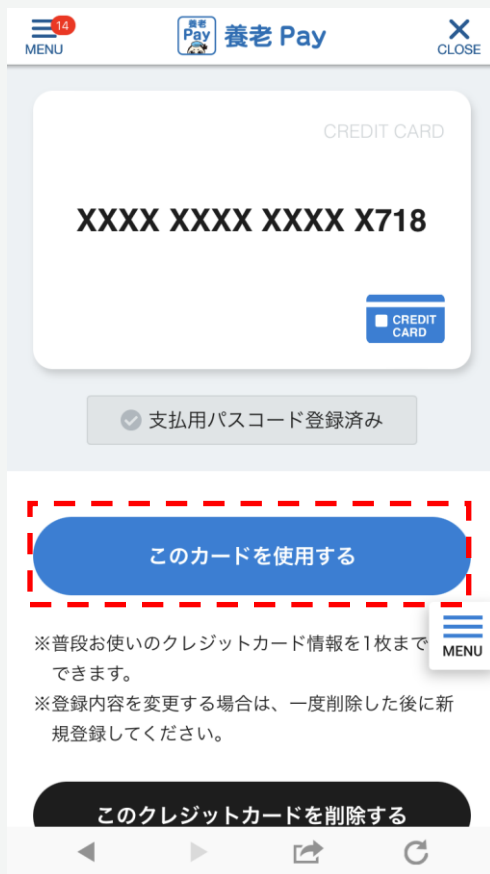 14
MENU
養老
Pay
養老 Pay
CLOSE
CREDIT CARD
XXXX XXXX XXXX X718
CREDIT
CARD
支払用パスコード登録済み
このカードを使用する
※普段お使いのクレジットカード情報を1枚まで
できます。
MENU
※登録内容を変更する場合は、一度削除した後に新
規登録してください。
このクレジットカードを削除する